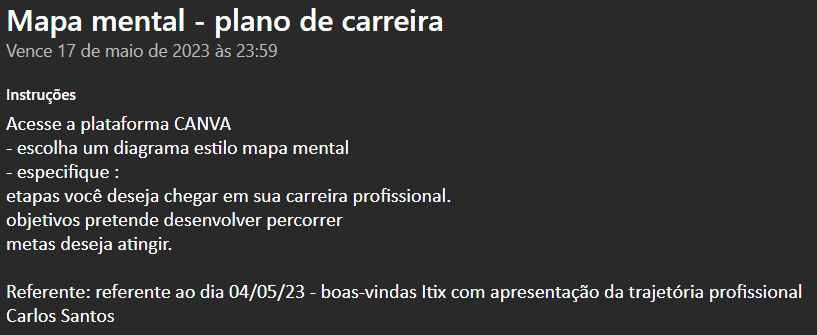 Mapa mental - plano de carreira
Vence 17 de maio de 2023 às 23:59
Instruções
Acesse a plataforma CANVA
- escolha um diagrama estilo mapa mental
- especifique :
etapas você deseja chegar em sua carreira profissional.
objetivos pretende desenvolver percorrer
metas deseja atingir.
Referente: referente ao dia 04/05/23 - boas-vindas Itix com apresentação da trajetória profissional
Carlos Santos